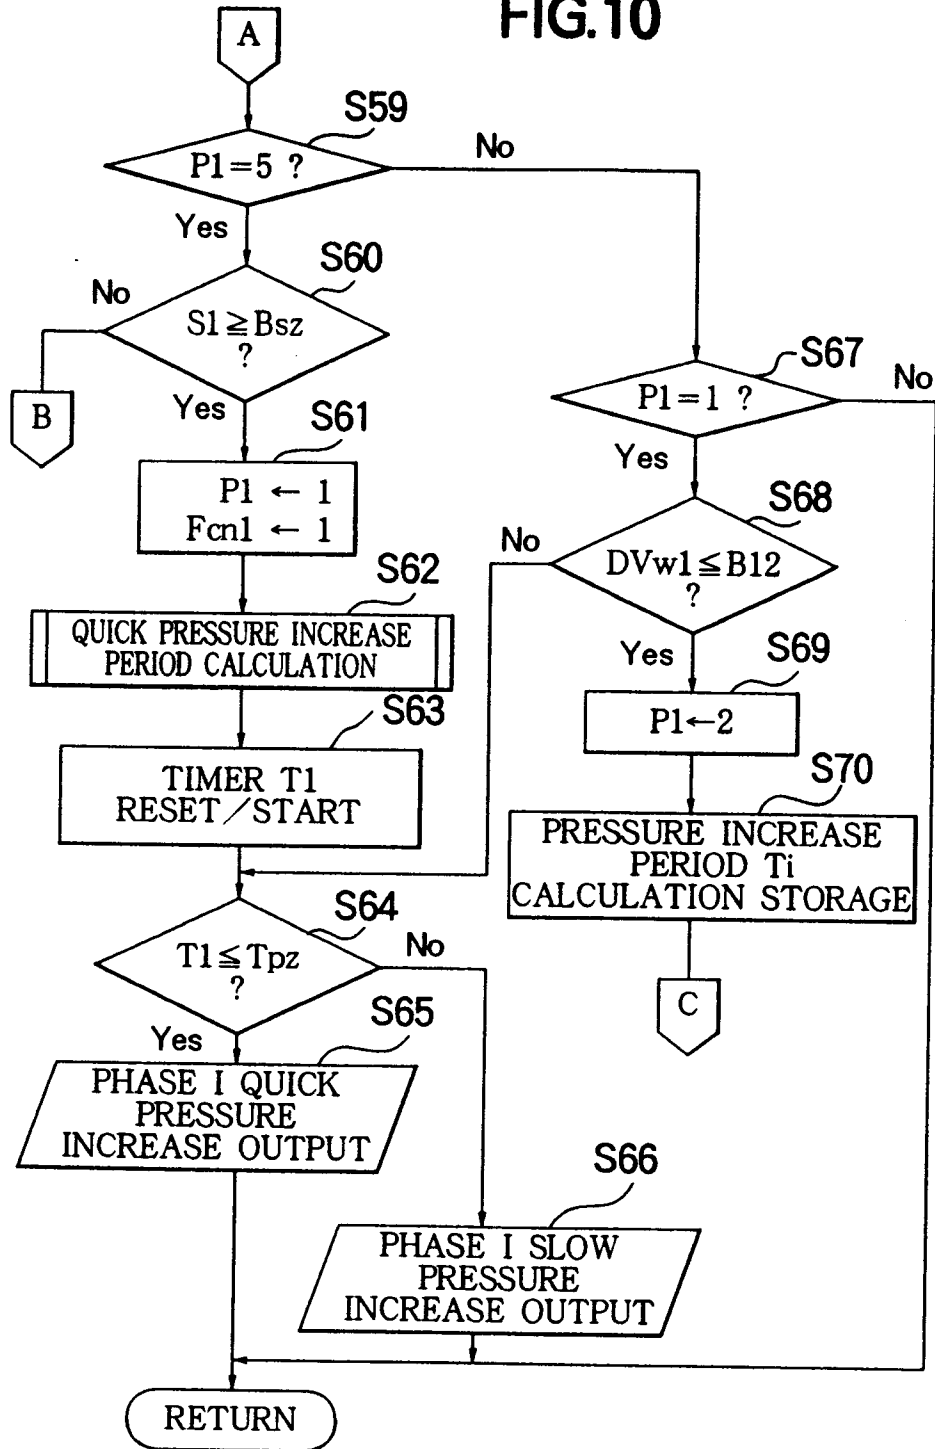 FIG.10
A
S59
P1=5 ?
No
Yes
S60
No
S1≧Bsz
?
B
Yes
S61
P1 ← 1
Fcn1 ← 1
S62
QUICK PRESSURE INCREASE
PERIOD CALCULATION
S63
TIMER T1
RESET/START
S64
T1≦Tpz
?
No
Yes
S65
PHASE I QUICK
PRESSURE
INCREASE OUTPUT
S66
PHASE I SLOW
PRESSURE
INCREASE OUTPUT
S67
P1=1 ?
No
Yes
S68
No
DVw1≦B12
?
Yes
S69
P1←2
S70
PRESSURE INCREASE
PERIOD Ti
CALCULATION STORAGE
C
RETURN